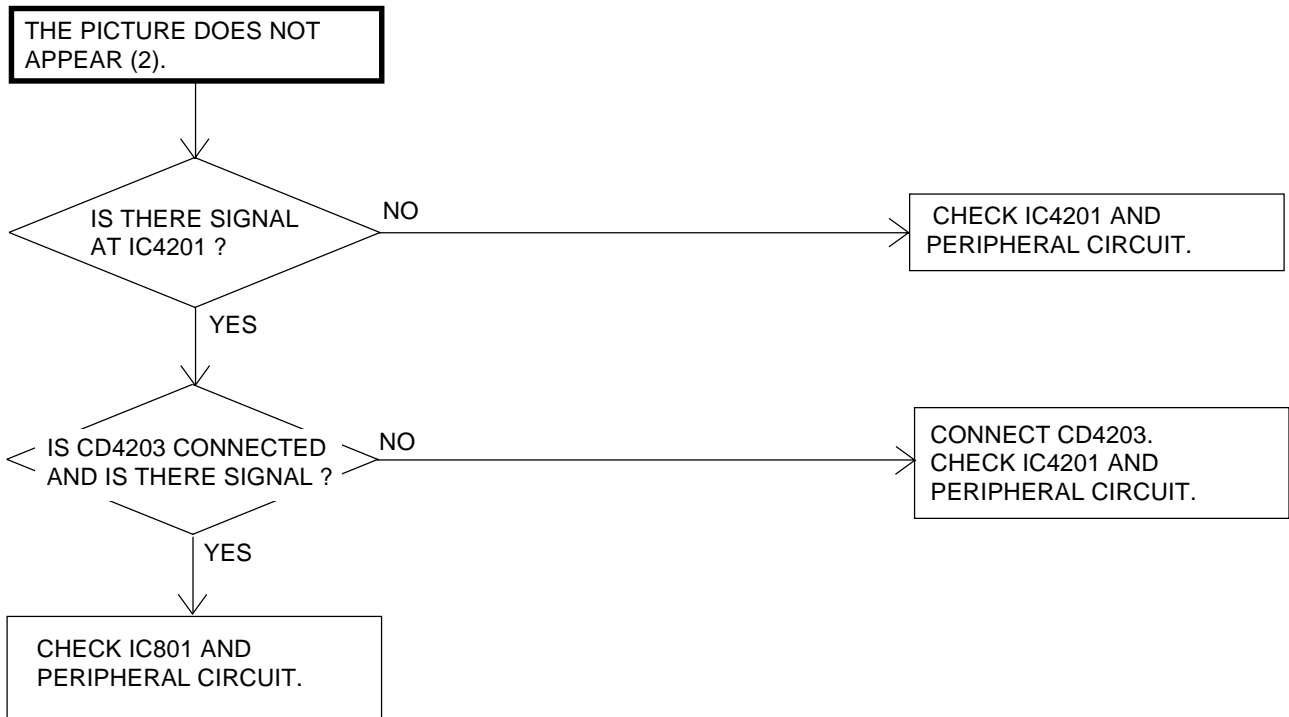 THE PICTURE DOES NOT
APPEAR (2).
IS THERE SIGNAL
AT IC4201 ?
NO
CHECK IC4201 AND
PERIPHERAL CIRCUIT.
YES
IS CD4203 CONNECTED
AND IS THERE SIGNAL ?
NO
CONNECT CD4203.
CHECK IC4201 AND
PERIPHERAL CIRCUIT.
YES
CHECK IC801 AND
PERIPHERAL CIRCUIT.